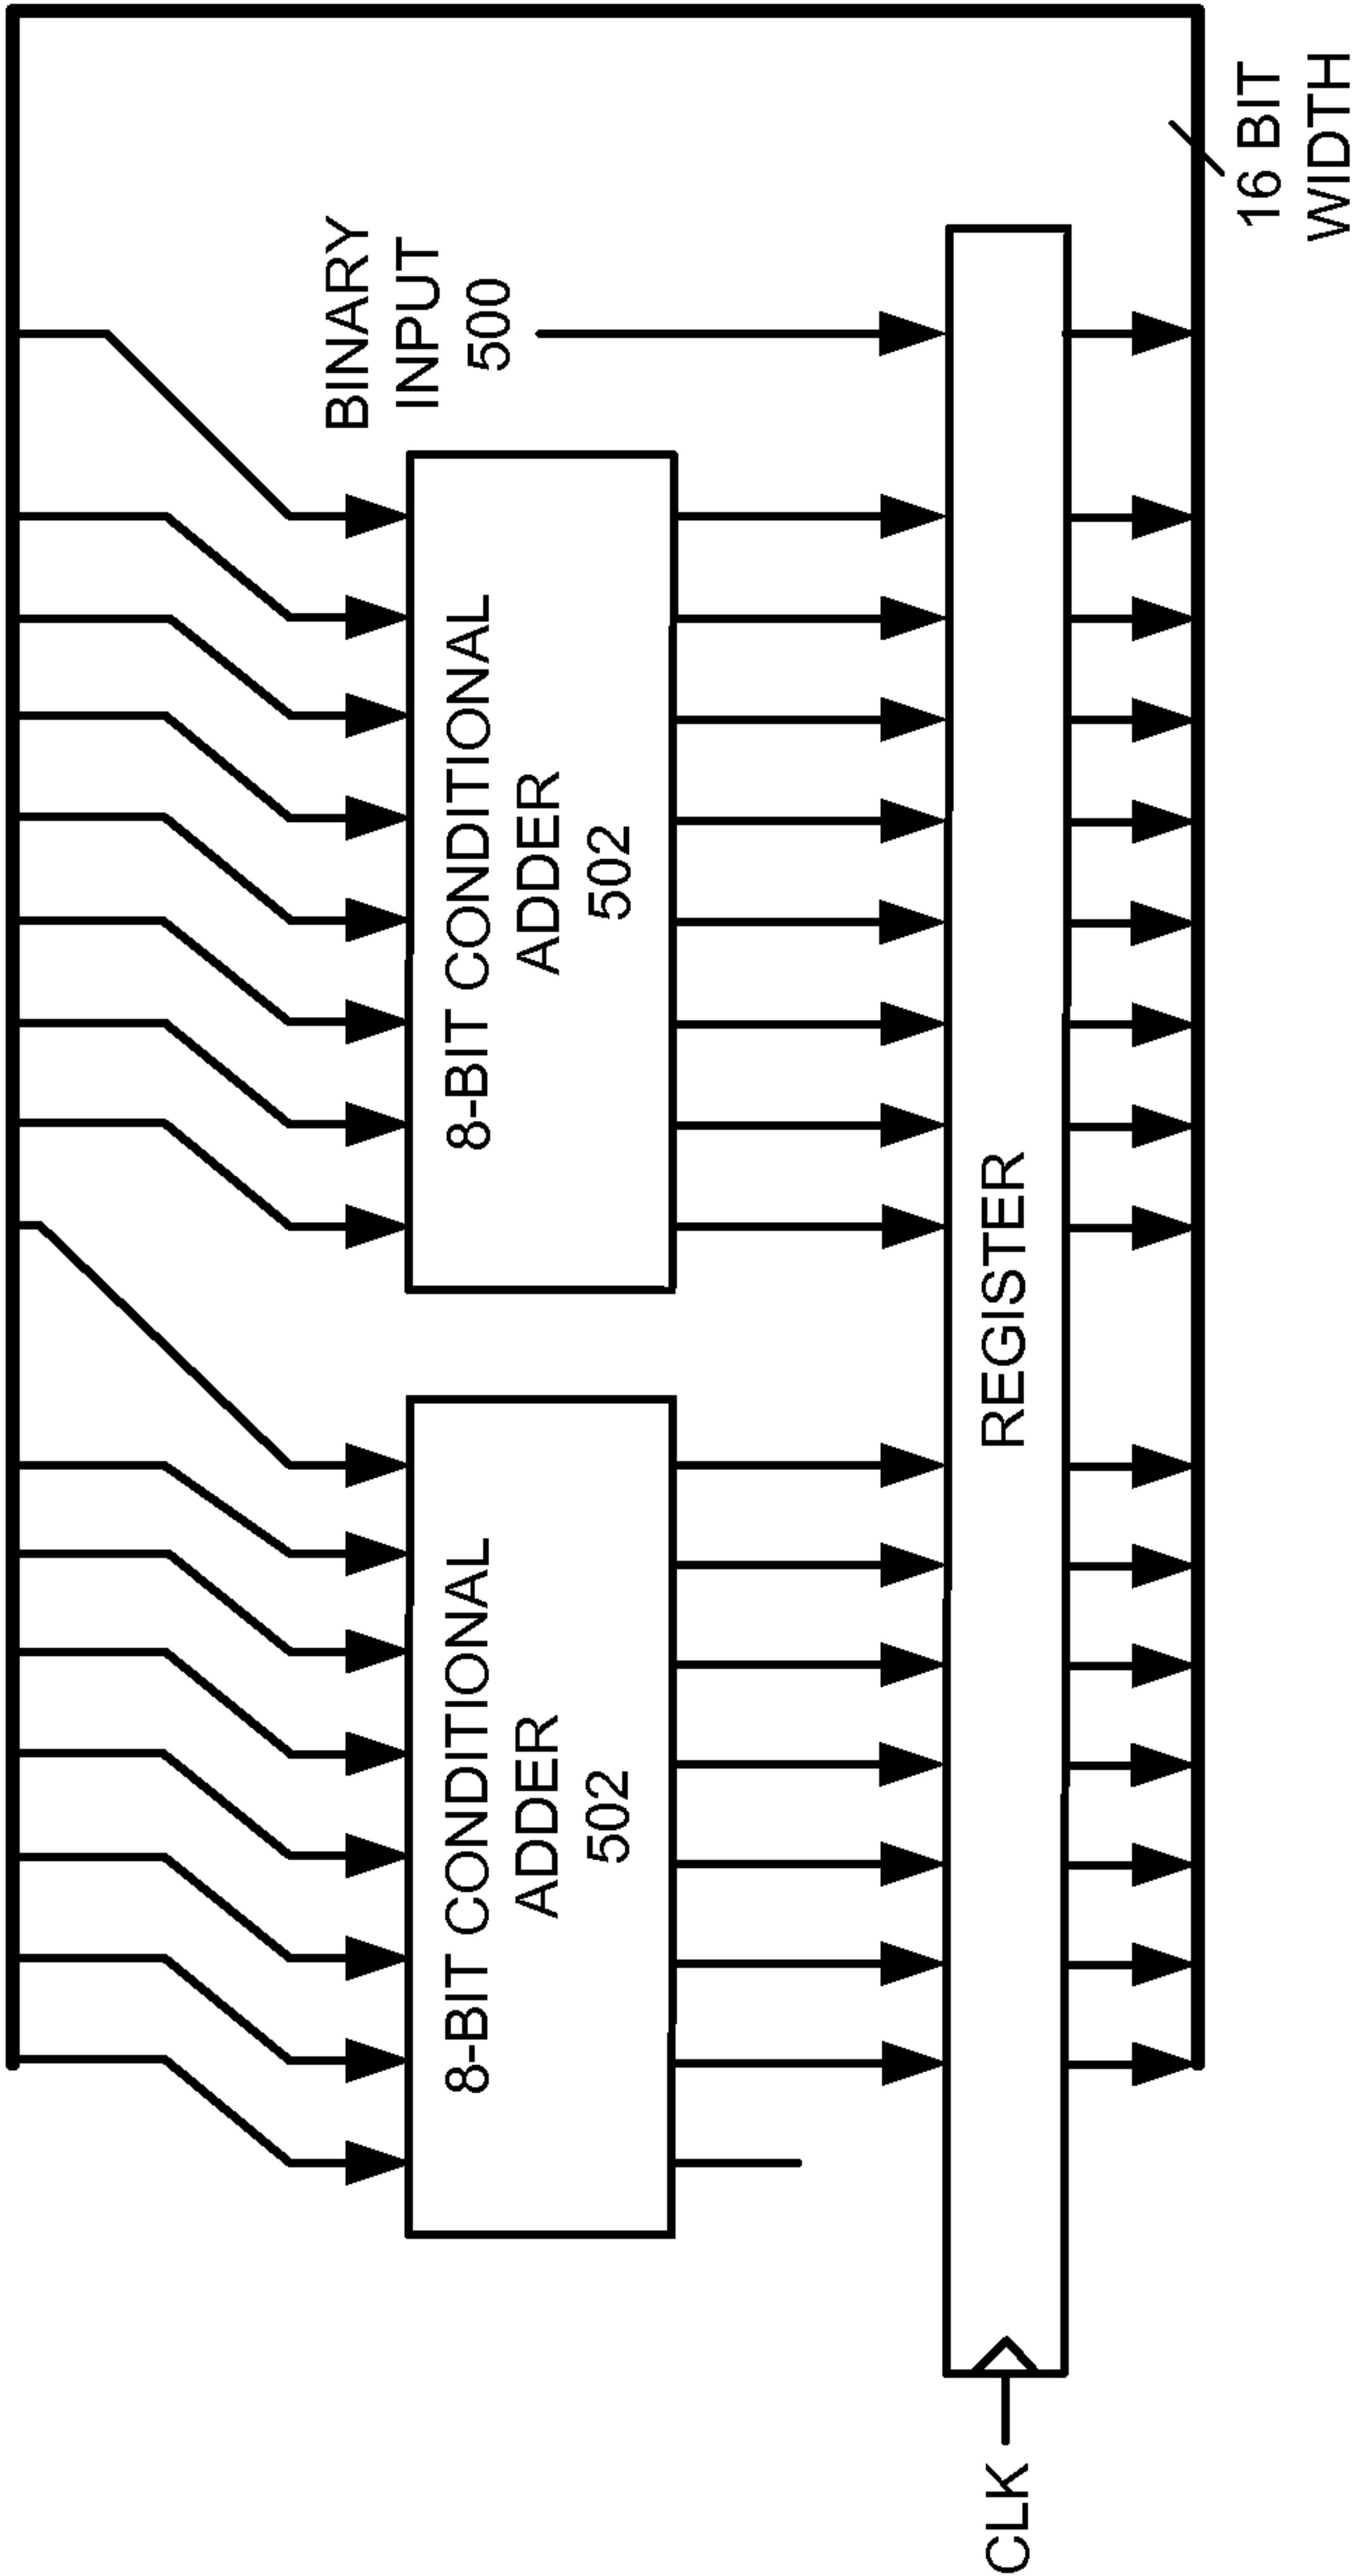 BINARY
INPUT
500
8-BIT CONDITIONAL
ADDER
502
8-BIT CONDITIONAL
ADDER
502
REGISTER
CLK
16 BIT
WIDTH